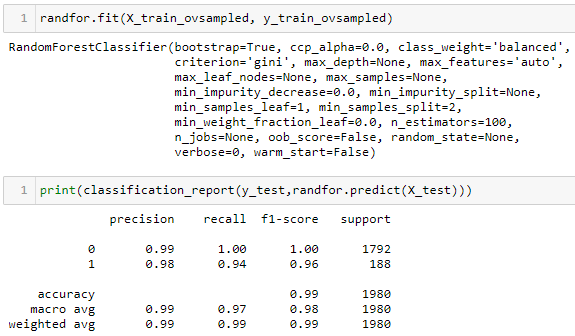 1 randfor.fit(X_train_ovsampled, y_train_ovsampled)
RandomForestClassifier(bootstrap=True, ccp_alpha=0.0, class_weight='balanced',
criterion='gini', max_depth=None, max_features='auto',
max_leaf_nodes=None, max_samples=None,
min_impurity_decrease=0.0, min_impurity_split=None,
min_samples_leaf=1, min_samples_split=2,
min_weight_fraction_leaf=0.0, n_estimators=100,
n_jobs=None, oob_score=False, random_state=None,
verbose=0, warm_start=False)
1 print(classification_report(y_test,randfor.predict(X_test)))
precision recall f1-score support
0 0.99 1.00 1.00 1792
1 0.98 0.94 0.96 188
accuracy 0.99 1980
macro avg 0.99 0.97 0.98 1980
weighted avg 0.99 0.99 0.99 1980